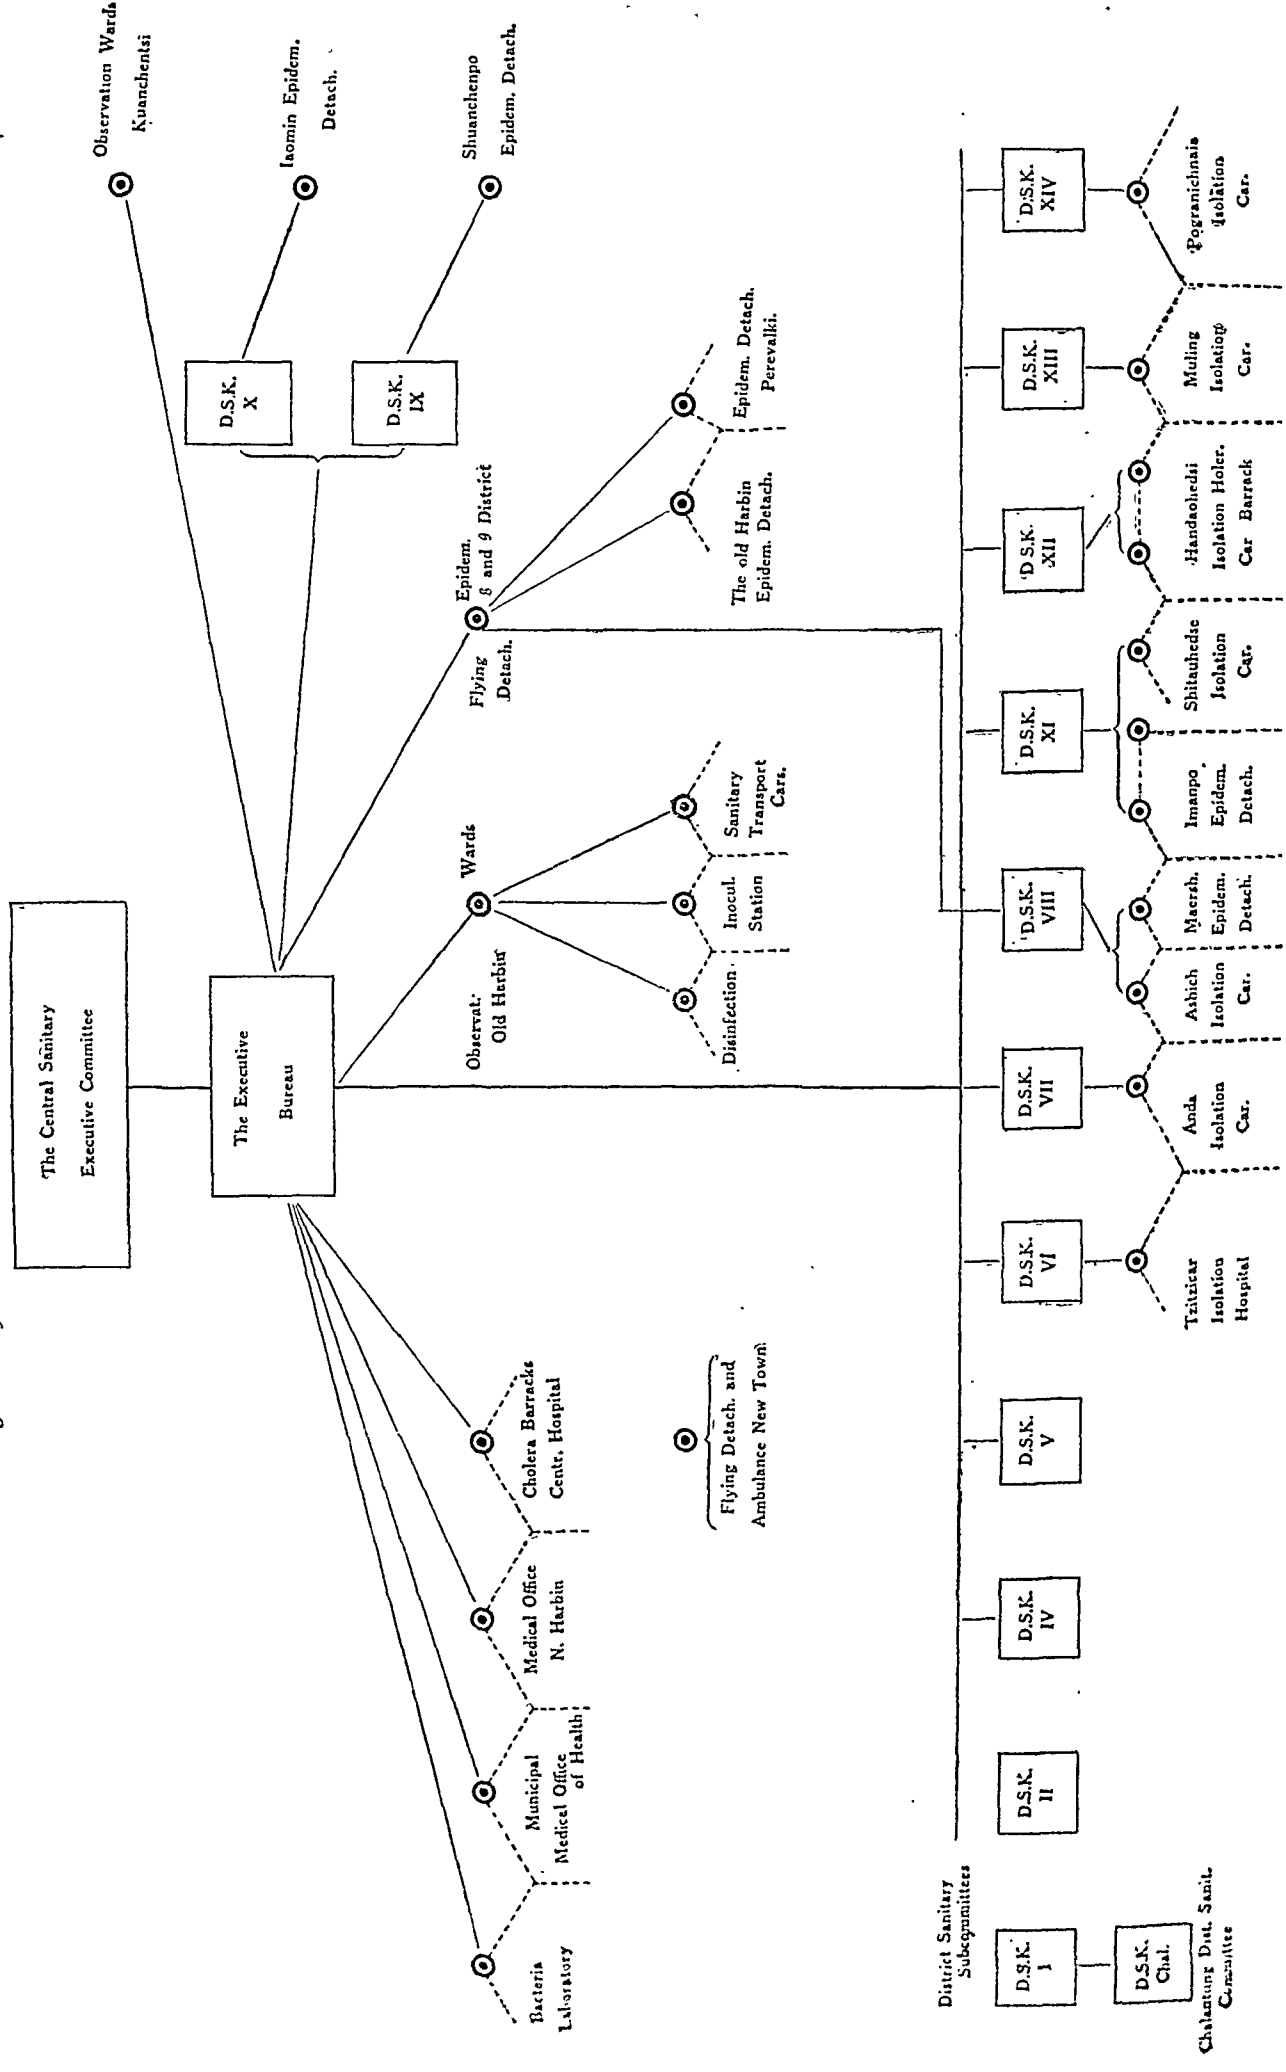 The Central Sanitary
Executive Committee
The Executive
Bureau
Observation Wards
Kuanchentsi
D.S.K.
X
Iaomin Epidem.
Detach.
D.S.K.
IX
Shuanchenpo
Epidem. Detach.
Bacteria
Laboratory
Municipal
Medical Office
of Health
Medical Office
N. Harbin
Cholera Barracks
Centr. Hospital
Observat. Wards
Old Harbin
Flying Epidem.
Detach. 8 and 9 District
Flying Detach. and
Ambulance New Town
Disinfection
Inocul.
Station
Sanitary
Transport
Cars.
The old Harbin
Epidem. Detach.
Epidem. Detach.
Perevalki.
District Sanitary
Subcommittees
D.S.K.
I
D.S.K.
II
D.S.K.
IV
D.S.K.
V
D.S.K.
VI
D.S.K.
VII
D.S.K.
VIII
D.S.K.
XI
D.S.K.
XII
D.S.K.
XIII
D.S.K.
XIV
D.S.K.
Chal.
Chalantung Dist. Sanit.
Committee
Tzitzicar
Isolation
Hospital
Anda
Isolation
Car.
Ashich
Isolation
Car.
Maersh.
Epidem.
Detach.
Imanpo
Epidem.
Detach.
Shitauhedse
Isolation
Car.
Handaohedsi
Isolation Holer.
Car Barrack
Muling
Isolation
Car.
Pogranichnaia
Isolation
Car.